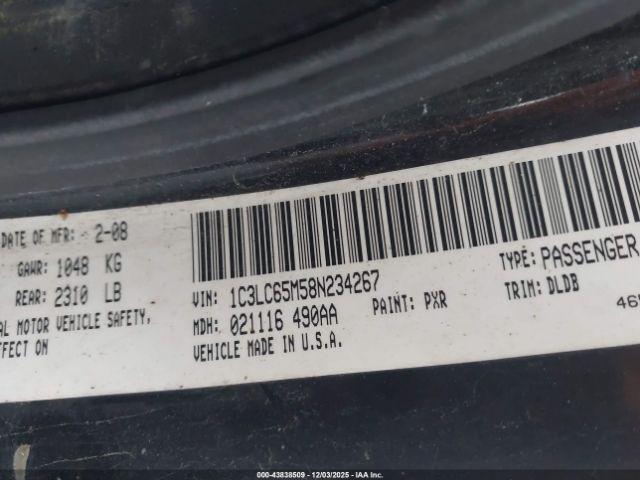 DATE OF MFR: 2-08
GAWR: 1048 KG
REAR: 2310 LB
AL MOTOR VEHICLE SAFETY,
FFECT ON
VIN: 1C3LC65M58N234267
MDH: 021116 490AA
PAINT: PXR
VEHICLE MADE IN U.S.A.
TYPE: PASSENGER
TRIM: DLDB
000-43838509 - 12/03/2025 - IAA Inc.